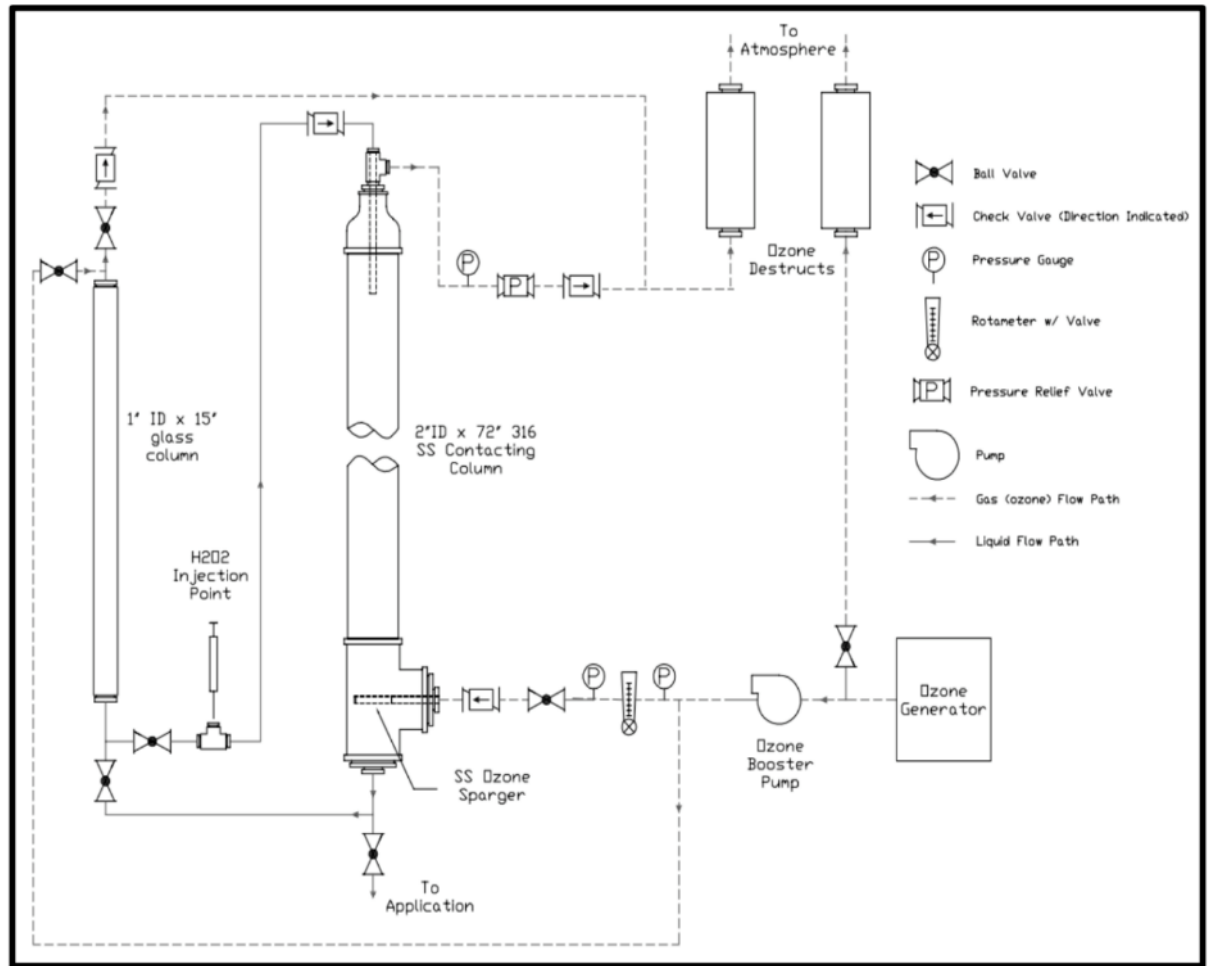 To
Atmosphere
Ozone
Destructs
Ball Valve
Check Valve (Direction Indicated)
P
Pressure Gauge
Rotameter w/ Valve
P
Pressure Relief Valve
Pump
Gas (ozone) Flow Path
Liquid Flow Path
P
P
1" ID x 15"
glass
column
2"ID x 72" 316
SS Contacting
Column
H2O2
Injection
Point
P
P
Ozone
Generator
Ozone
Booster
Pump
SS Ozone
Sparger
To
Application